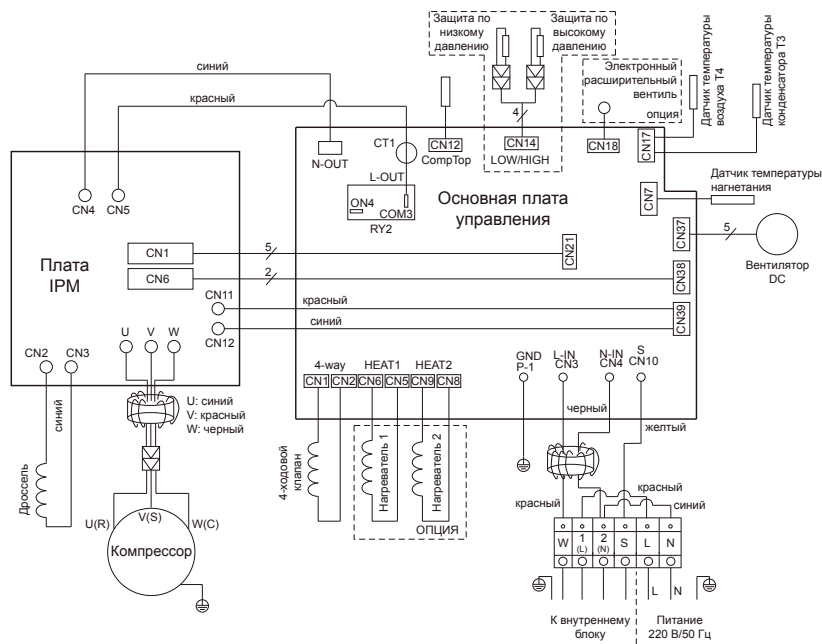 Защита по
низкому
давлению
Защита по
высокому
давлению
синий
красный
4
Электронный
расширительный
вентиль
опция
Датчик температуры
воздуха T4
Датчик температуры
конденсатора T3
CT1
CN12
CompTop
CN14
LOW/HIGH
CN18
CN17
N-OUT
L-OUT
ON4
COM3
RY2
Основная плата
управления
CN7
Датчик температуры
нагнетания
CN4
CN5
Плата
IPM
CN1
5
CN21
CN37
5
Вентилятор
DC
CN6
2
CN38
CN11
красный
CN39
CN12
синий
U
V
W
CN2
CN3
4-way
HEAT1
HEAT2
CN1
CN2
CN6
CN5
CN9
CN8
GND
P-1
L-IN
CN3
N-IN
CN4
S
CN10
U: синий
V: красный
W: черный
синий
Дроссель
черный
желтый
4-ходовой
клапан
Нагреватель 1
Нагреватель 2
ОПЦИЯ
U(R)
V(S)
W(C)
Компрессор
красный
красный
синий
W
1
(L)
2
(N)
S
L
N
L
N
К внутреннему
блоку
Питание
220 В/50 Гц